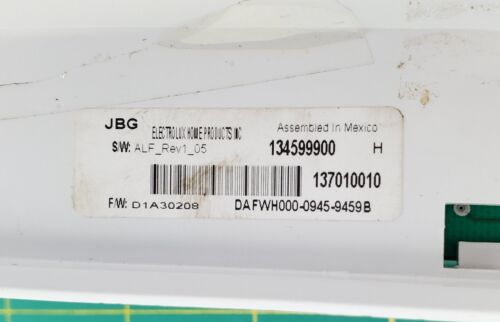 JBG ELECTROLUX HOME PRODUCTS INC Assembled In Mexico
S/W: ALF_Rev1_05 134599900 H
137010010
F/W: D1A30208 DAFWH000-0945-9459B